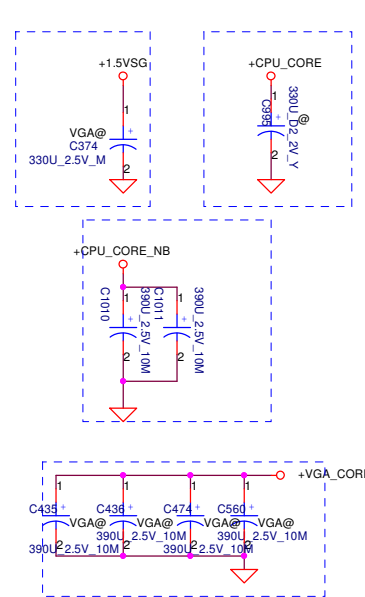 +1.5VSG
1
VGA@
+
C374
330U_2.5V_M
2
+CPU_CORE
1
C995
+
@
330U_D2_2V_Y
2
+CPU_CORE_NB
1
1
C1010
+
390U_2.5V_10M
C1011
+
390U_2.5V_10M
2
2
+VGA_CORE
1
1
1
1
C435
+
C436
+
C474
+
C560
+
VGA@
VGA@
VGA@
@
VGA@
390U_2.5V_10M
390U_2.5V_10M
390U_2.5V_10M
390U_2.5V_10M
2
2
2
2